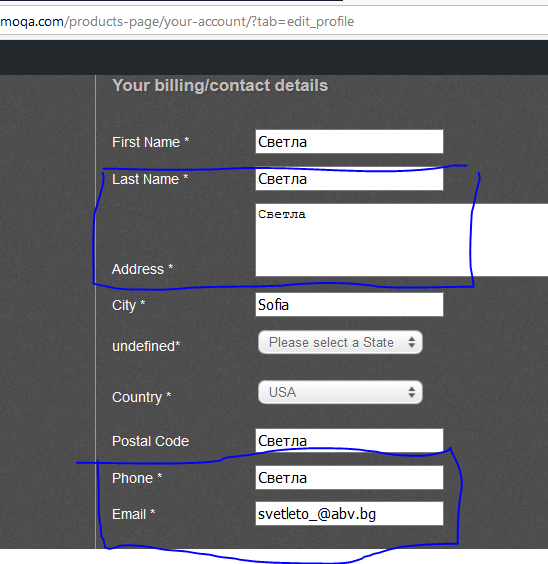 moqa.com/products-page/your-account/?tab=edit_profile
Your billing/contact details
First Name * Светла
Last Name * Светла
Светла
Address *
City * Sofia
undefined* Please select a State
Country * USA
Postal Code Светла
Phone * Светла
Email * svetleto_@abv.bg